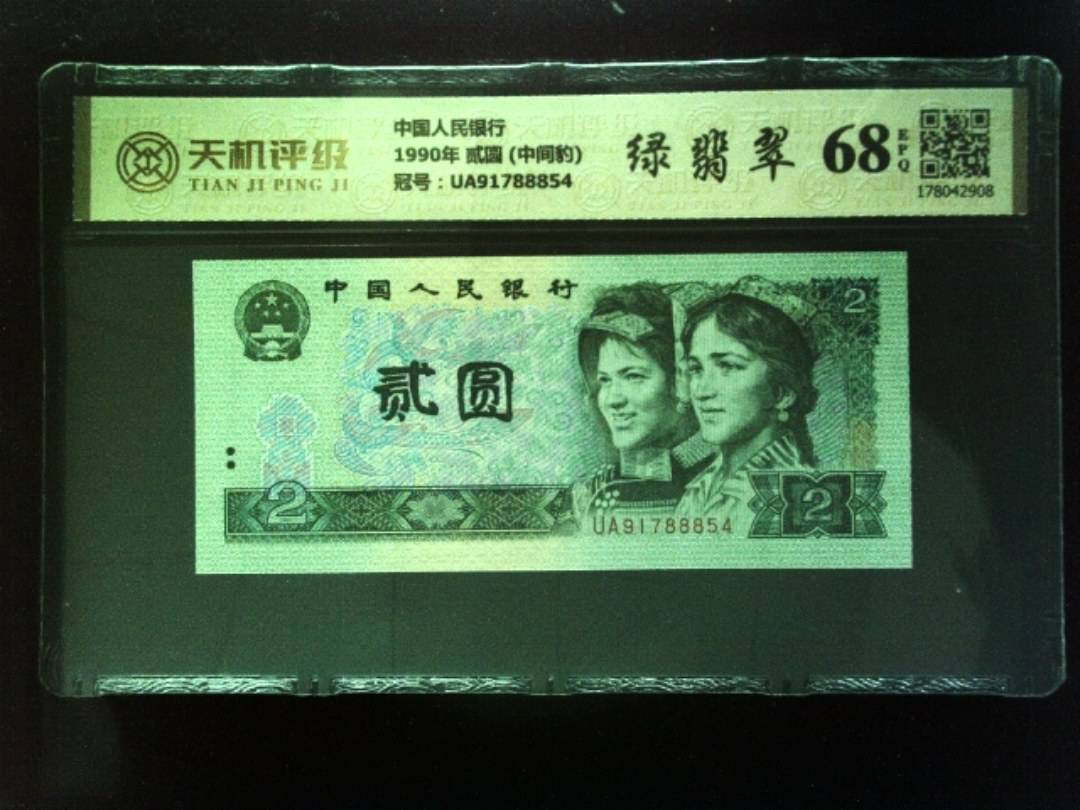 天机评级
TIAN JI PING JI
中国人民银行
1990年 贰圆 (中间豹)
冠号：UA91788854
绿翡翠
68
EPQ
178042908
中国人民银行
2
贰圆
2
2
UA91788854